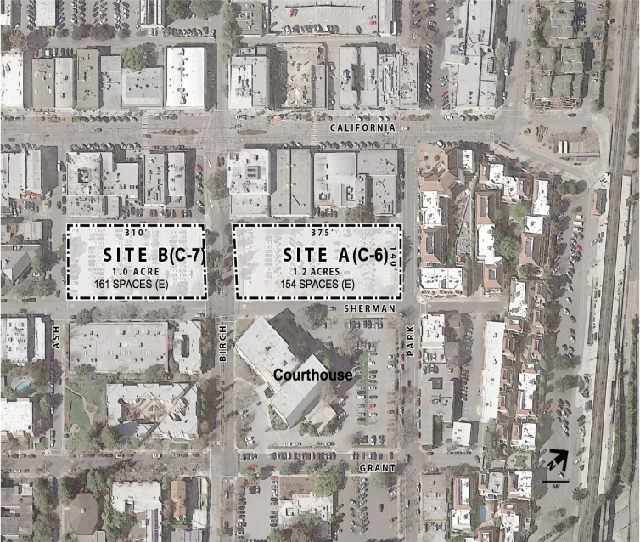 CALIFORNIA
310'
SITE B(C-7)
1.0 ACRE
161 SPACES (E)
375'
SITE A(C-6)
140'
1.2 ACRES
154 SPACES (E)
SHERMAN
ASH
BIRCH
PARK
Courthouse
GRANT